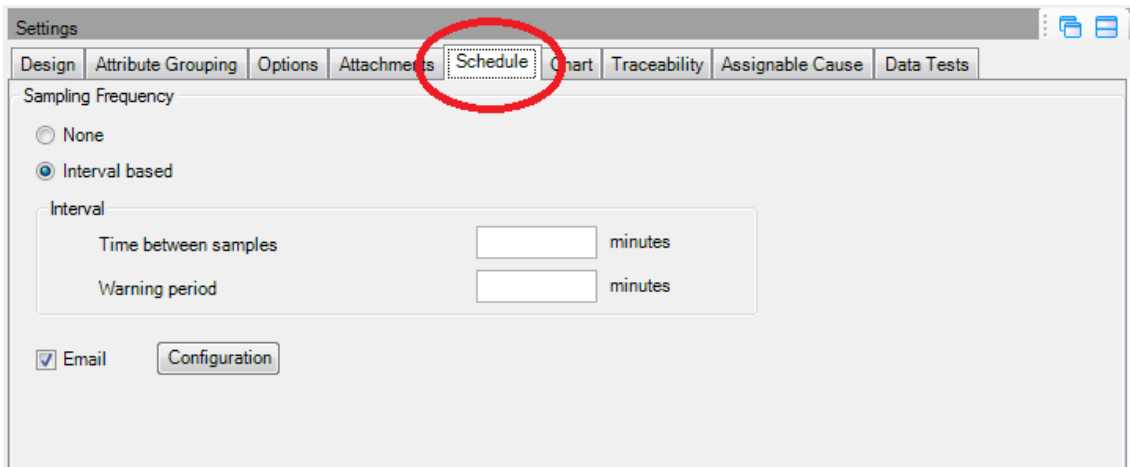 Settings
Design Attribute Grouping Options Attachments Schedule Chart Traceability Assignable Cause Data Tests
Sampling Frequency
None
Interval based
Interval
Time between samples minutes
Warning period minutes
Email Configuration